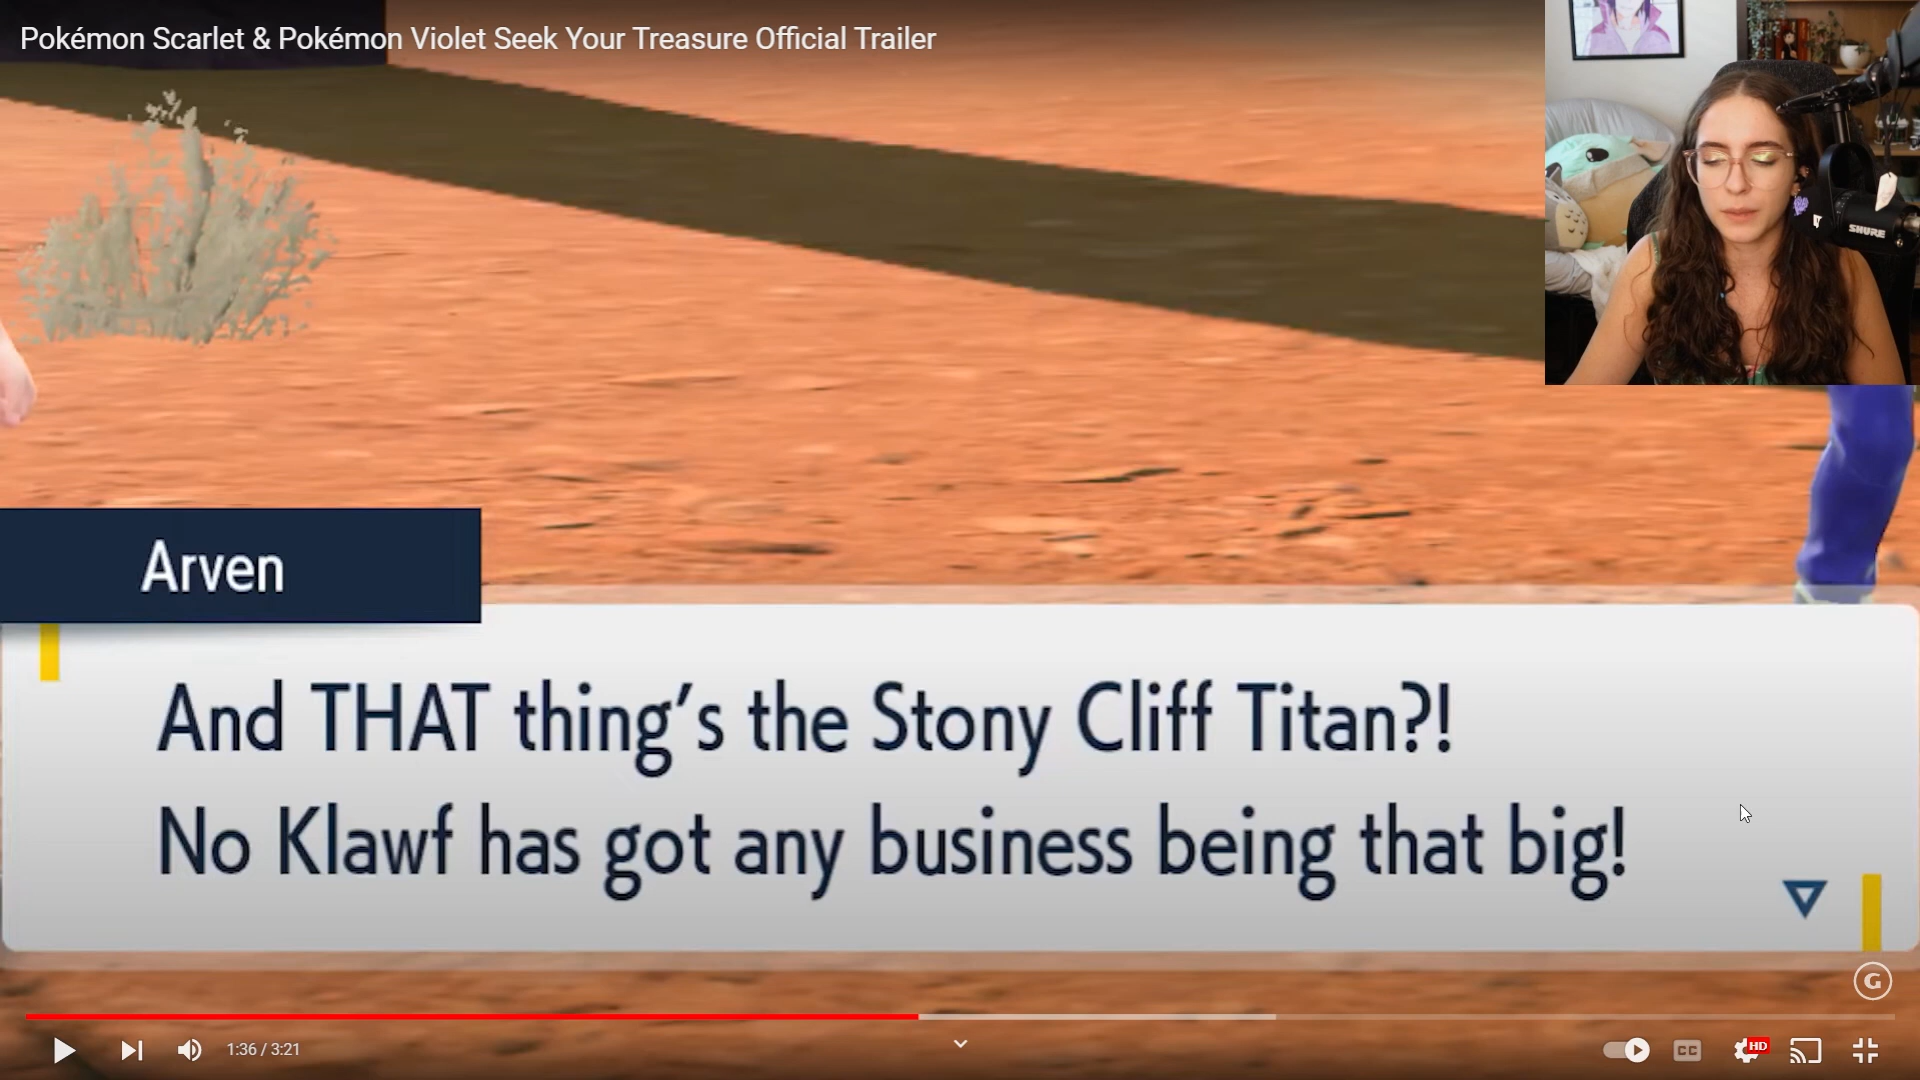 Pokémon Scarlet & Pokémon Violet Seek Your Treasure Official Trailer
SHURE
Arven
And THAT thing's the Stony Cliff Titan?!
No Klawf has got any business being that big!
G
1:36 / 3:21
CC
HD